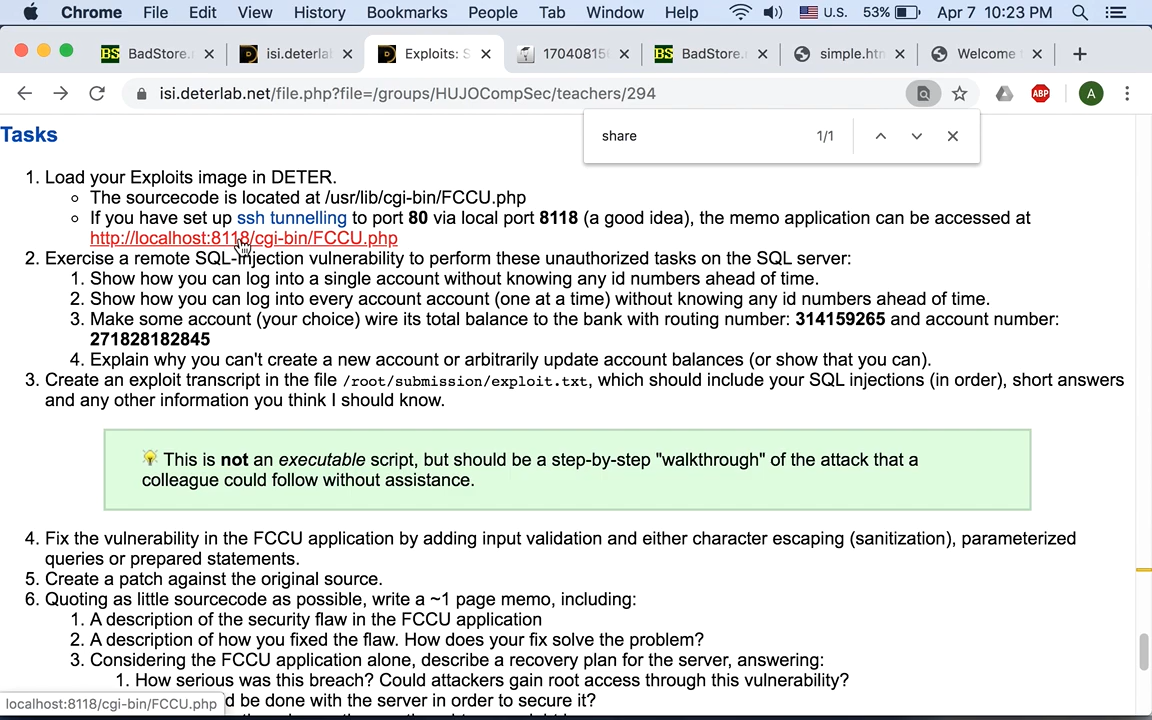 Chrome File Edit View History Bookmarks People Tab Window Help U.S. 53% Apr 7 10:23 PM
BS BadStore. isi.deterla Exploits: S 170408156 BS BadStore. simple.htm Welcome
isi.deterlab.net/file.php?file=/groups/HUJOCompSec/teachers/294 ABP A
share 1/1
Tasks
1. Load your Exploits image in DETER.
The sourcecode is located at /usr/lib/cgi-bin/FCCU.php
If you have set up ssh tunnelling to port 80 via local port 8118 (a good idea), the memo application can be accessed at
http://localhost:8118/cgi-bin/FCCU.php
2. Exercise a remote SQL-injection vulnerability to perform these unauthorized tasks on the SQL server:
1. Show how you can log into a single account without knowing any id numbers ahead of time.
2. Show how you can log into every account account (one at a time) without knowing any id numbers ahead of time.
3. Make some account (your choice) wire its total balance to the bank with routing number: 314159265 and account number:
271828182845
4. Explain why you can't create a new account or arbitrarily update account balances (or show that you can).
3. Create an exploit transcript in the file /root/submission/exploit.txt, which should include your SQL injections (in order), short answers
and any other information you think I should know.
This is not an executable script, but should be a step-by-step "walkthrough" of the attack that a
colleague could follow without assistance.
4. Fix the vulnerability in the FCCU application by adding input validation and either character escaping (sanitization), parameterized
queries or prepared statements.
5. Create a patch against the original source.
6. Quoting as little sourcecode as possible, write a ~1 page memo, including:
1. A description of the security flaw in the FCCU application
2. A description of how you fixed the flaw. How does your fix solve the problem?
3. Considering the FCCU application alone, describe a recovery plan for the server, answering:
1. How serious was this breach? Could attackers gain root access through this vulnerability?
d be done with the server in order to secure it?
localhost:8118/cgi-bin/FCCU.php